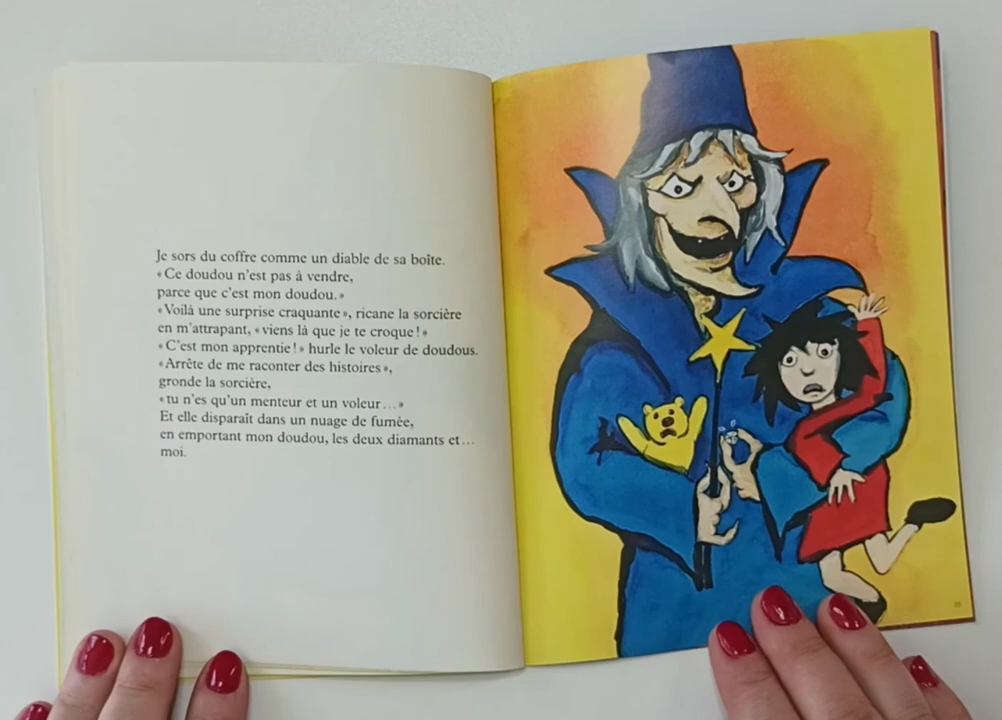 Je sors du coffre comme un diable de sa boîte.
« Ce doudou n'est pas à vendre,
parce que c'est mon doudou. »
« Voilà une surprise craquante », ricane la sorcière
en m'attrapant, « viens là que je te croque ! »
« C'est mon apprentie ! » hurle le voleur de doudous.
« Arrête de me raconter des histoires »,
gronde la sorcière,
« tu n'es qu'un menteur et un voleur ... »
Et elle disparaît dans un nuage de fumée,
en emportant mon doudou, les deux diamants et ...
moi.